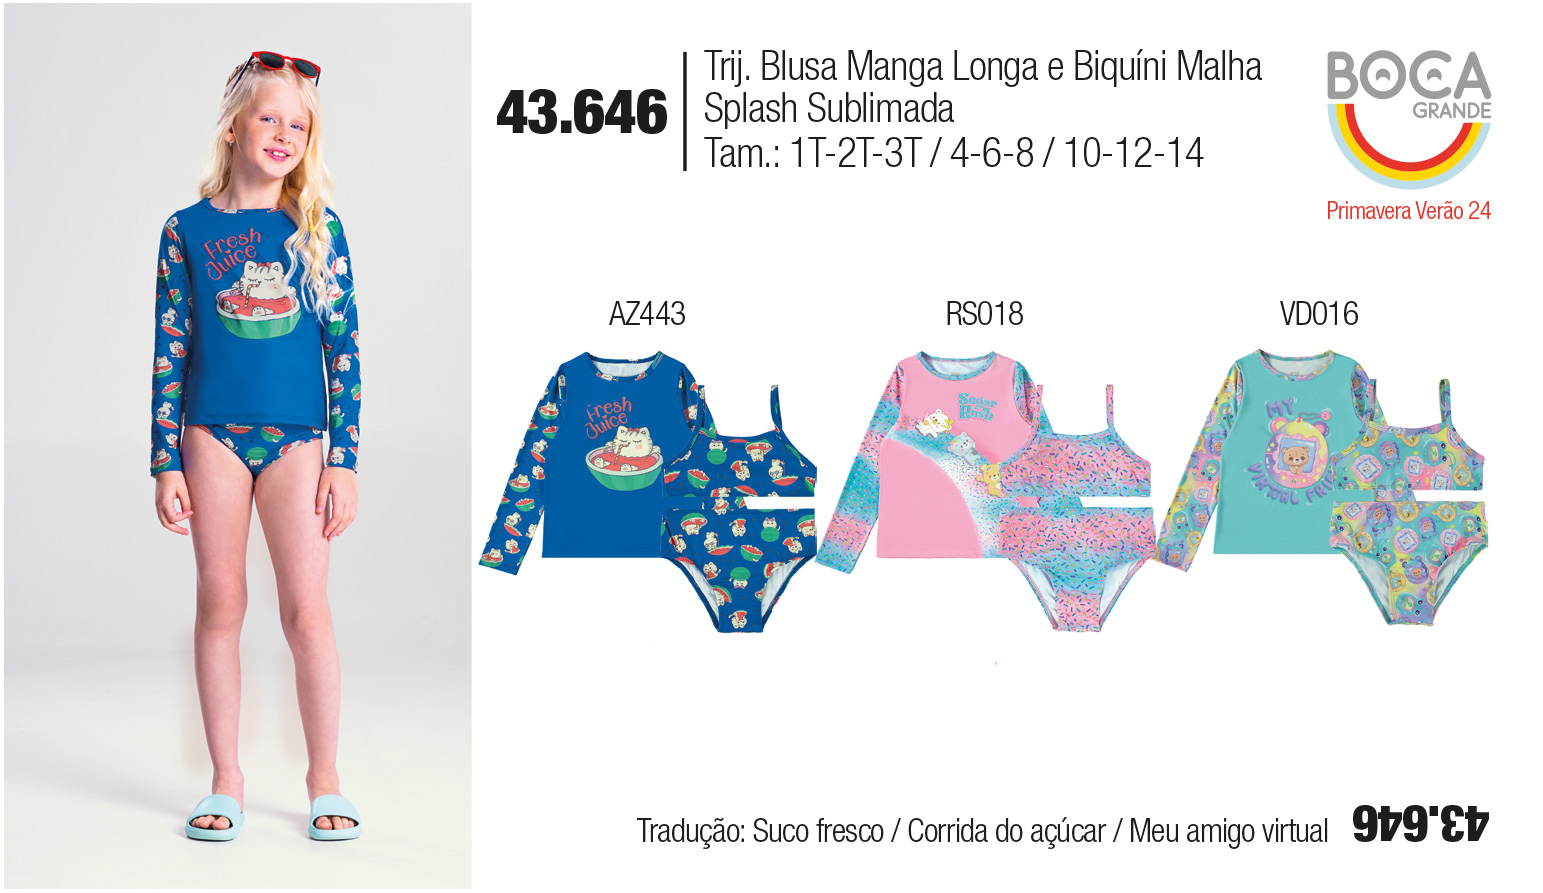 43.646
Trij. Blusa Manga Longa e Biquíni Malha
Splash Sublimada
Tam.: 1T-2T-3T / 4-6-8 / 10-12-14
BOCA
GRANDE
Primavera Verão 24
Fresh
Juice
AZ443
RS018
VD016
Fresh
Juice
Sugar
Rush
MY
VIRTUAL
Tradução: Suco fresco / Corrida do açúcar / Meu amigo virtual
43.646